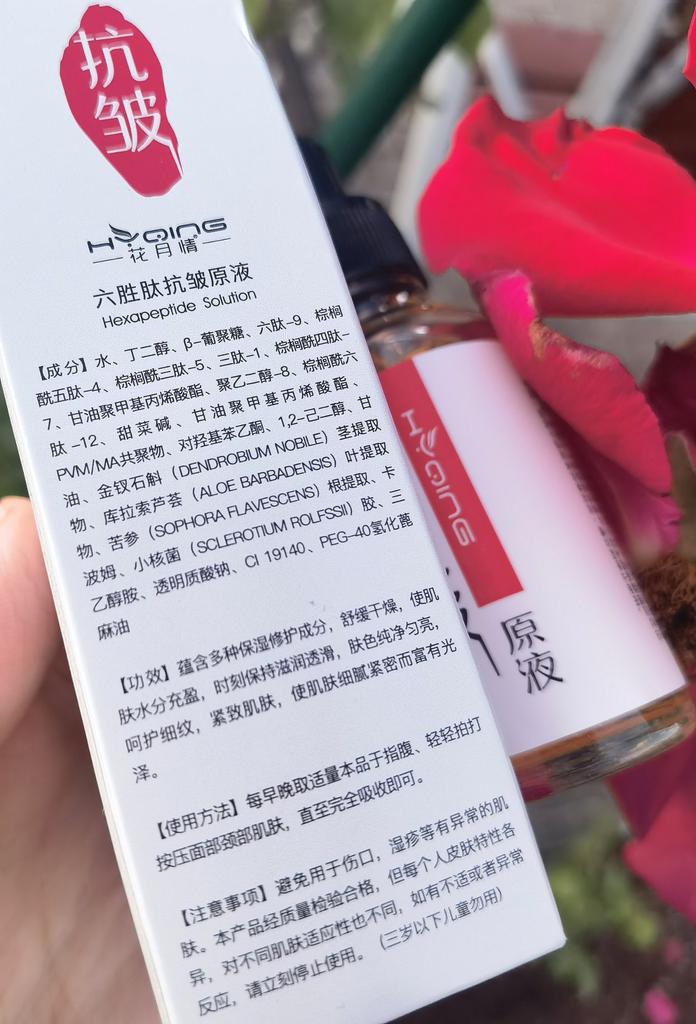 抗
皱
HYQING
花月情
六胜肽抗皱原液
Hexapeptide Solution
【成分】水、丁二醇、β-葡聚糖、六肽-9、棕榈
酰五肽-4、棕榈酰三肽-5、三肽-1、棕榈酰四肽-
7、甘油聚甲基丙烯酸酯、聚乙二醇-8、棕榈酰六
肽-12、甜菜碱、甘油聚甲基丙烯酸酯、
PVM/MA共聚物、对羟基苯乙酮、1,2-己二醇、甘
油、金钗石斛（DENDROBIUM NOBILE）茎提取
物、库拉索芦荟（ALOE BARBADENSIS）叶提取
物、苦参（SOPHORA FLAVESCENS）根提取、卡
波姆、小核菌（SCLEROTIUM ROLFSSII）胶、三
乙醇胺、透明质酸钠、CI 19140、PEG-40氢化蓖
麻油
【功效】蕴含多种保湿修护成分，舒缓干燥，使肌
肤水分充盈，时刻保持滋润透滑，肤色纯净匀亮，
呵护细纹，紧致肌肤，使肌肤细腻紧密而富有光
泽。
【使用方法】每早晚取适量本品于指腹、轻轻拍打
按压面部颈部肌肤，直至完全吸收即可。
【注意事项】避免用于伤口，湿疹等有异常的肌
肤。本产品经质量检验合格，但每个人皮肤特性各
异，对不同肌肤适应性也不同，如有不适或者异常
反应，请立刻停止使用。（三岁以下儿童勿用）
HYQING
原
液